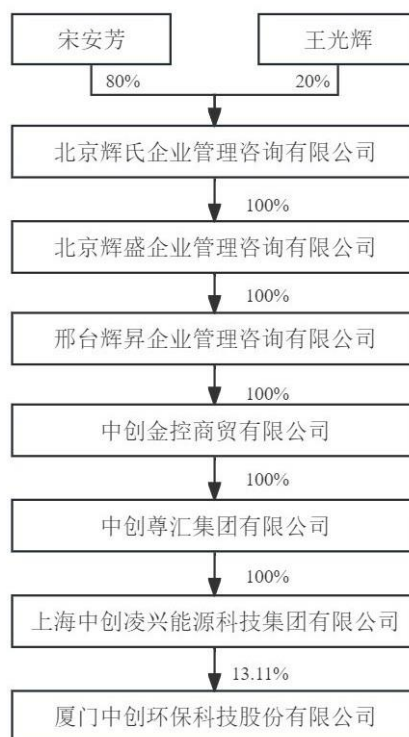 宋安芳
王光辉
80%
20%
北京辉氏企业管理咨询有限公司
100%
北京辉盛企业管理咨询有限公司
100%
邢台辉昇企业管理咨询有限公司
100%
中创金控商贸有限公司
100%
中创尊汇集团有限公司
100%
上海中创凌兴能源科技集团有限公司
13.11%
厦门中创环保科技股份有限公司